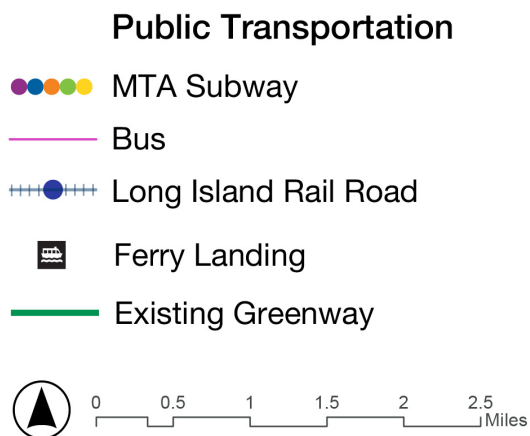 Public Transportation
MTA Subway
Bus
Long Island Rail Road
Ferry Landing
Existing Greenway
0 0.5 1 1.5 2 2.5
Miles